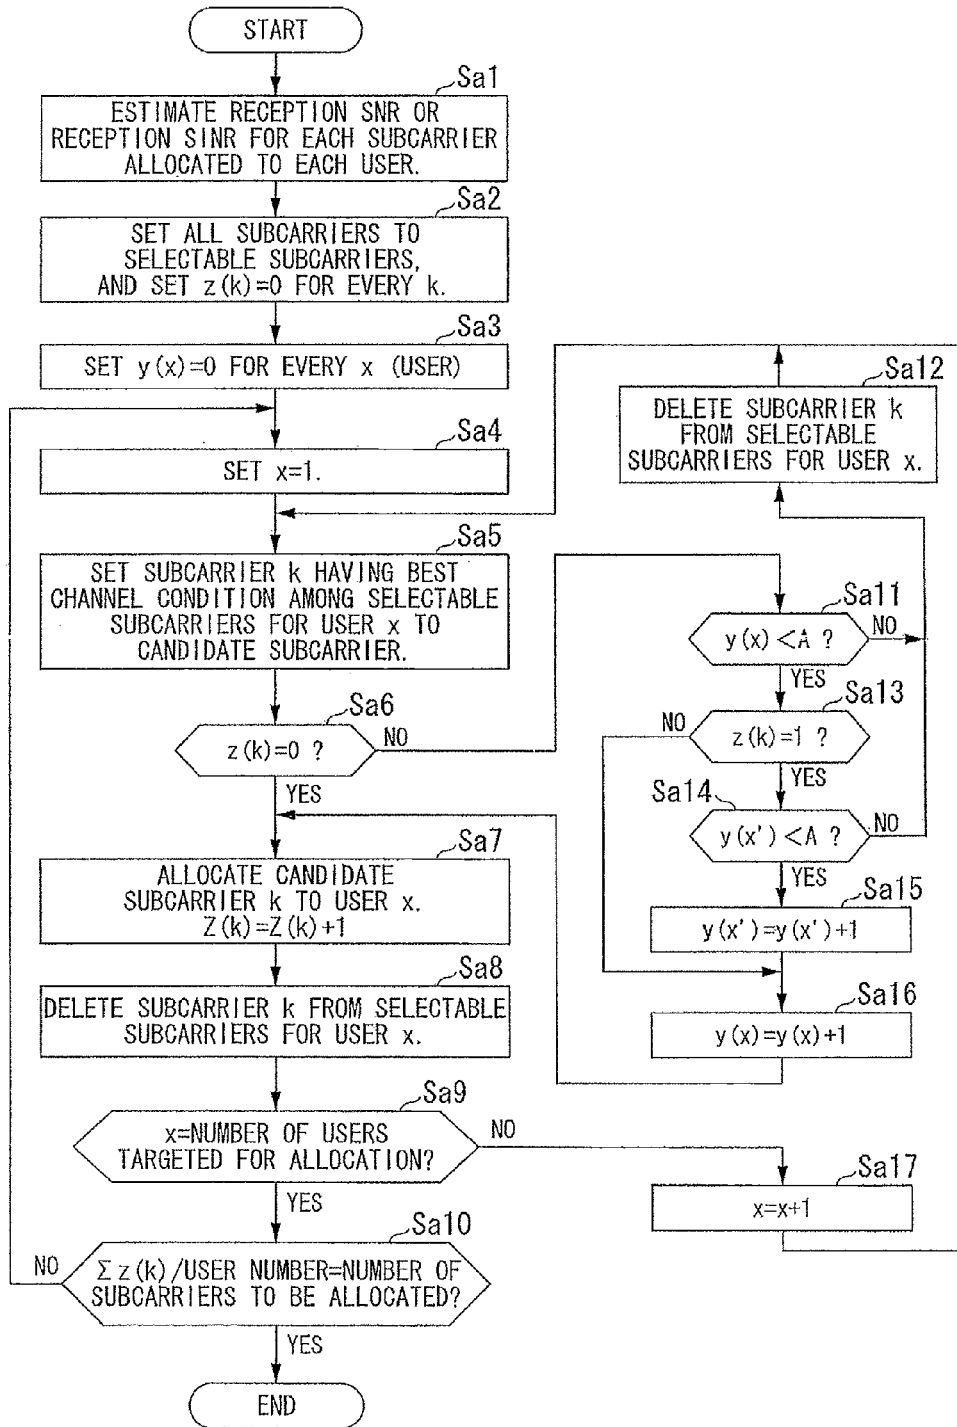 START
Sa1
ESTIMATE RECEPTION SNR OR
RECEPTION SINR FOR EACH SUBCARRIER
ALLOCATED TO EACH USER.
Sa2
SET ALL SUBCARRIERS TO
SELECTABLE SUBCARRIERS,
AND SET z(k)=0 FOR EVERY k.
Sa3
SET y(x)=0 FOR EVERY x (USER)
Sa4
SET x=1.
Sa5
SET SUBCARRIER k HAVING BEST
CHANNEL CONDITION AMONG SELECTABLE
SUBCARRIERS FOR USER x TO
CANDIDATE SUBCARRIER.
Sa6
z(k)=0 ?
NO
YES
Sa7
ALLOCATE CANDIDATE
SUBCARRIER k TO USER x.
Z(k)=Z(k)+1
Sa8
DELETE SUBCARRIER k FROM SELECTABLE
SUBCARRIERS FOR USER x.
Sa9
x=NUMBER OF USERS
TARGETED FOR ALLOCATION?
NO
YES
Sa10
Σz(k)/USER NUMBER=NUMBER OF
SUBCARRIERS TO BE ALLOCATED?
NO
YES
END
Sa12
DELETE SUBCARRIER k
FROM SELECTABLE
SUBCARRIERS FOR USER x.
Sa11
y(x)<A ?
NO
YES
Sa13
z(k)=1 ?
NO
YES
Sa14
y(x')<A ?
NO
YES
Sa15
y(x')=y(x')+1
Sa16
y(x)=y(x)+1
Sa17
x=x+1